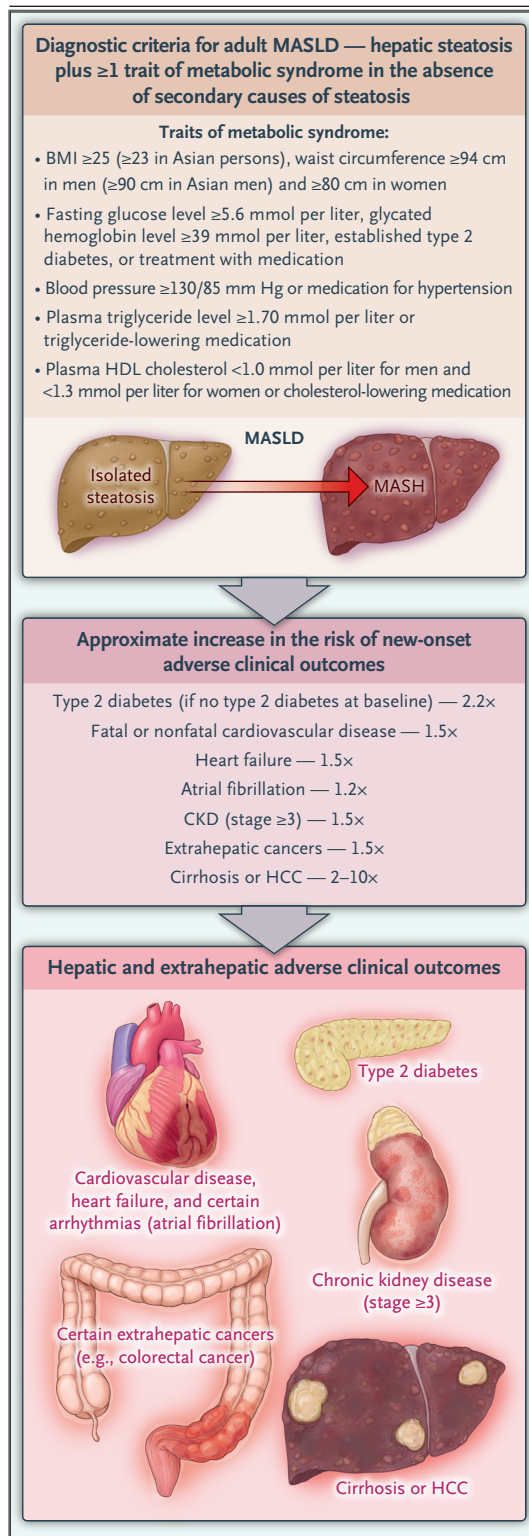 Diagnostic criteria for adult MASLD — hepatic steatosis
plus ≥1 trait of metabolic syndrome in the absence
of secondary causes of steatosis
Traits of metabolic syndrome:
• BMI ≥25 (≥23 in Asian persons), waist circumference ≥94 cm
in men (≥90 cm in Asian men) and ≥80 cm in women
• Fasting glucose level ≥5.6 mmol per liter, glycated
hemoglobin level ≥39 mmol per liter, established type 2
diabetes, or treatment with medication
• Blood pressure ≥130/85 mm Hg or medication for hypertension
• Plasma triglyceride level ≥1.70 mmol per liter or
triglyceride-lowering medication
• Plasma HDL cholesterol <1.0 mmol per liter for men and
<1.3 mmol per liter for women or cholesterol-lowering medication
MASLD
Isolated
steatosis
MASH
Approximate increase in the risk of new-onset
adverse clinical outcomes
Type 2 diabetes (if no type 2 diabetes at baseline) — 2.2×
Fatal or nonfatal cardiovascular disease — 1.5×
Heart failure — 1.5×
Atrial fibrillation — 1.2×
CKD (stage ≥3) — 1.5×
Extrahepatic cancers — 1.5×
Cirrhosis or HCC — 2–10×
Hepatic and extrahepatic adverse clinical outcomes
Type 2 diabetes
Cardiovascular disease,
heart failure, and certain
arrhythmias (atrial fibrillation)
Chronic kidney disease
(stage ≥3)
Certain extrahepatic cancers
(e.g., colorectal cancer)
Cirrhosis or HCC